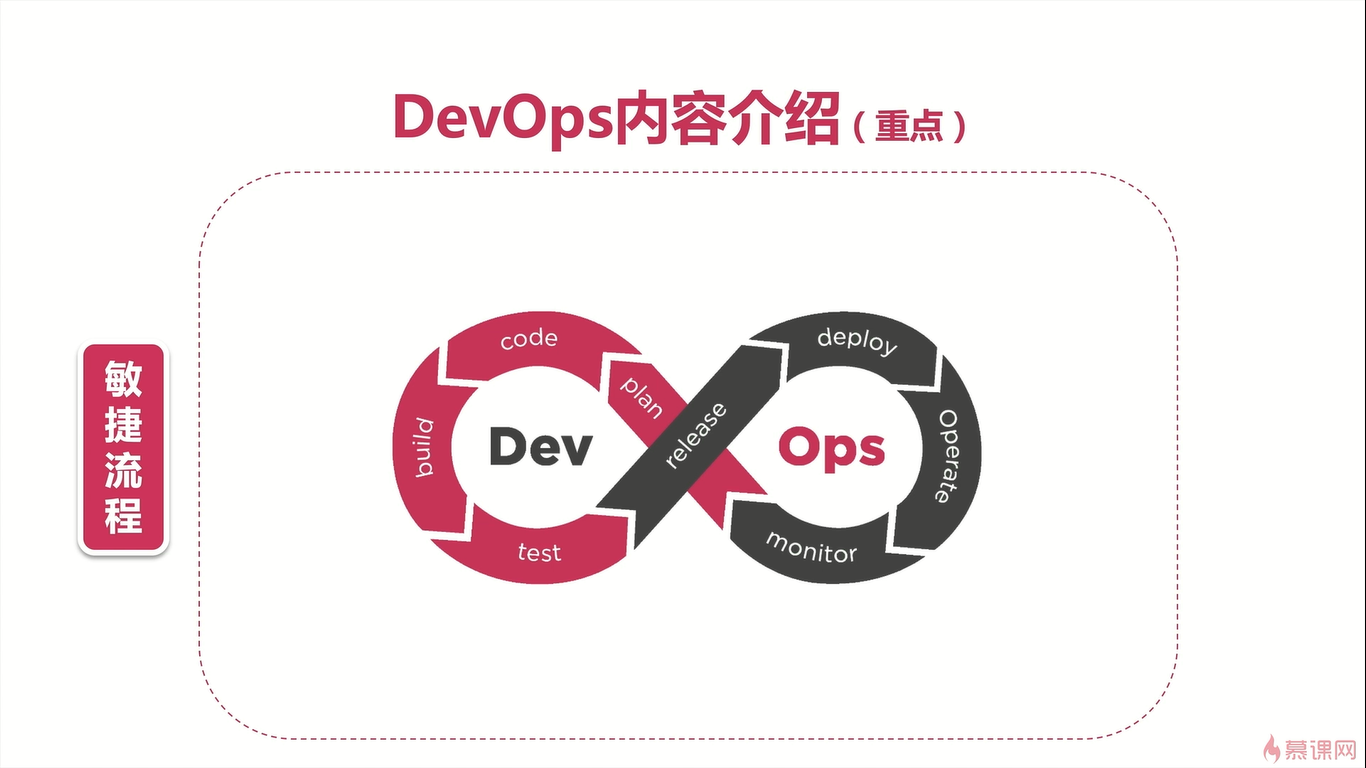 DevOps内容介绍（重点）
敏捷流程
code
plan
build
Dev
test
release
deploy
Ops
Operate
monitor
慕课网